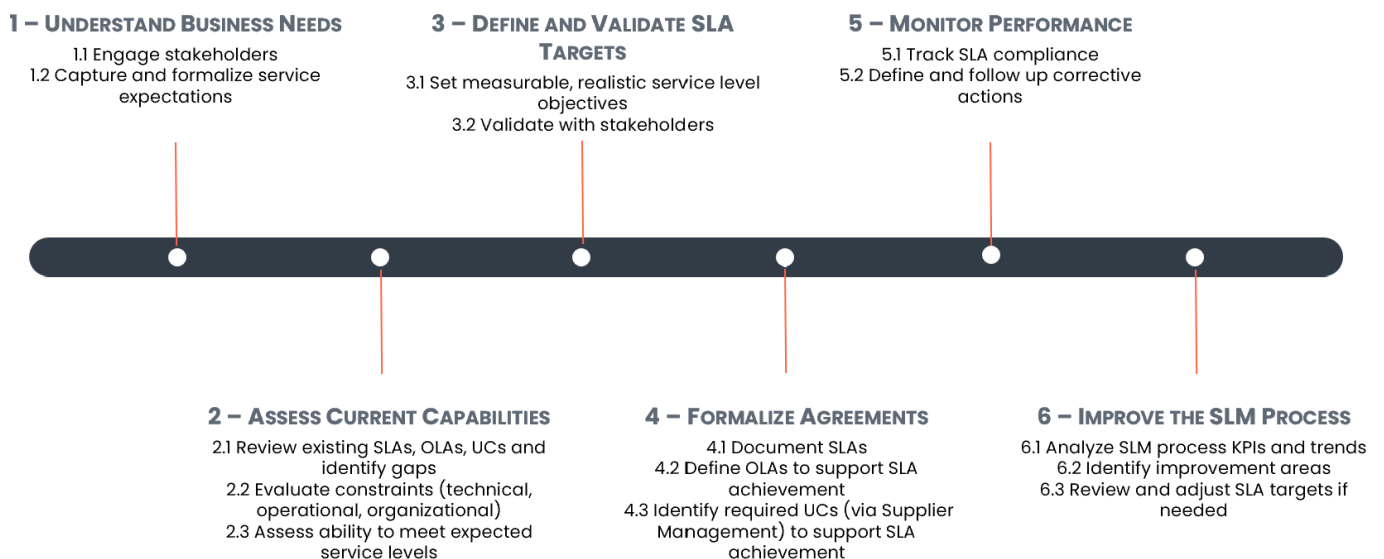 1 – Understand Business Needs
1.1 Engage stakeholders
1.2 Capture and formalize service
expectations
3 – Define and Validate SLA
Targets
3.1 Set measurable, realistic service level
objectives
3.2 Validate with stakeholders
5 – Monitor Performance
5.1 Track SLA compliance
5.2 Define and follow up corrective
actions
2 – Assess Current Capabilities
2.1 Review existing SLAs, OLAs, UCs and
identify gaps
2.2 Evaluate constraints (technical,
operational, organizational)
2.3 Assess ability to meet expected
service levels
4 – Formalize Agreements
4.1 Document SLAs
4.2 Define OLAs to support SLA
achievement
4.3 Identify required UCs (via Supplier
Management) to support SLA
achievement
6 – Improve the SLM Process
6.1 Analyze SLM process KPIs and trends
6.2 Identify improvement areas
6.3 Review and adjust SLA targets if
needed